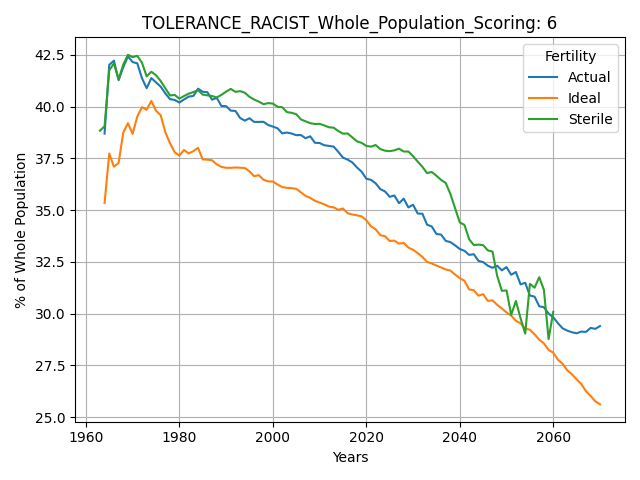 TOLERANCE_RACIST_Whole_Population_Scoring: 6
Fertility
Actual
Ideal
Sterile
% of Whole Population
42.5
40.0
37.5
35.0
32.5
30.0
27.5
25.0
1960 1980 2000 2020 2040 2060
Years